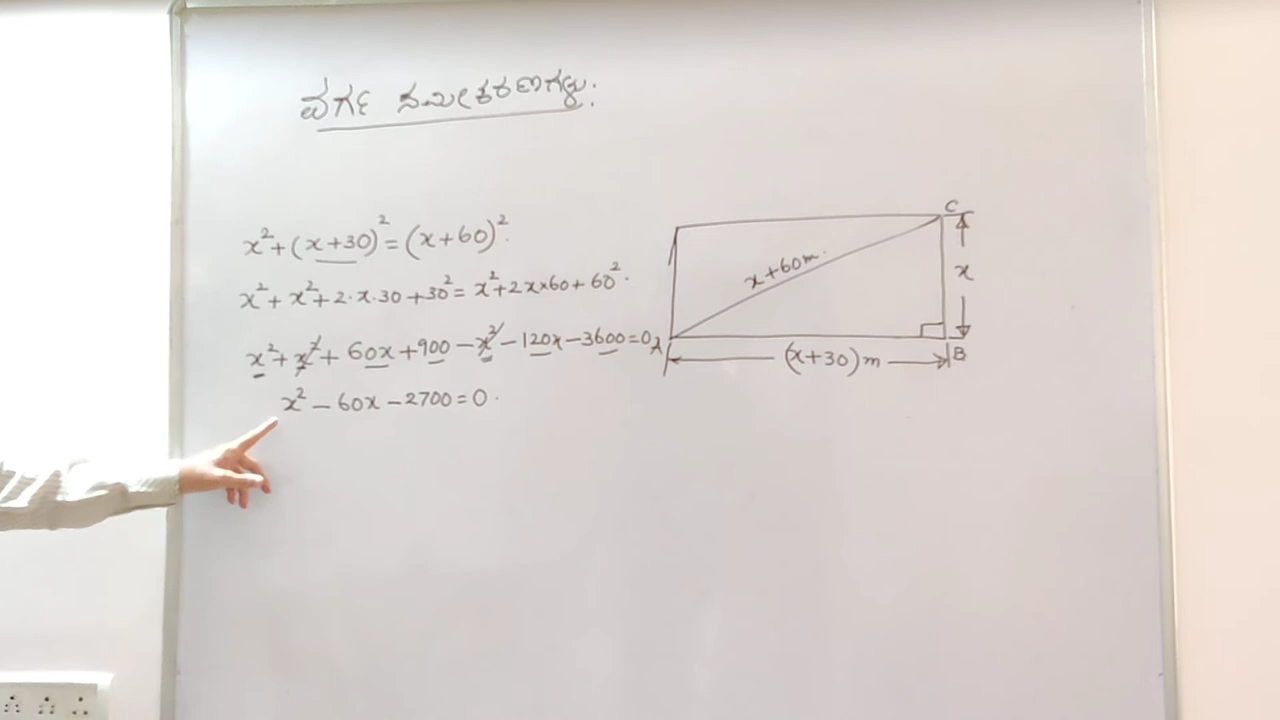 ವರ್ಗ ಸಮೀಕರಣಗಳು.
x² + (x+30)² = (x+60)².
x² + x² + 2·x·30 + 30² = x² + 2x×60 + 60².
x² + x² + 60x + 900 − x² − 120x − 3600 = 0
x² − 60x − 2700 = 0.
C
x+60m.
x
A
B
(x+30)m